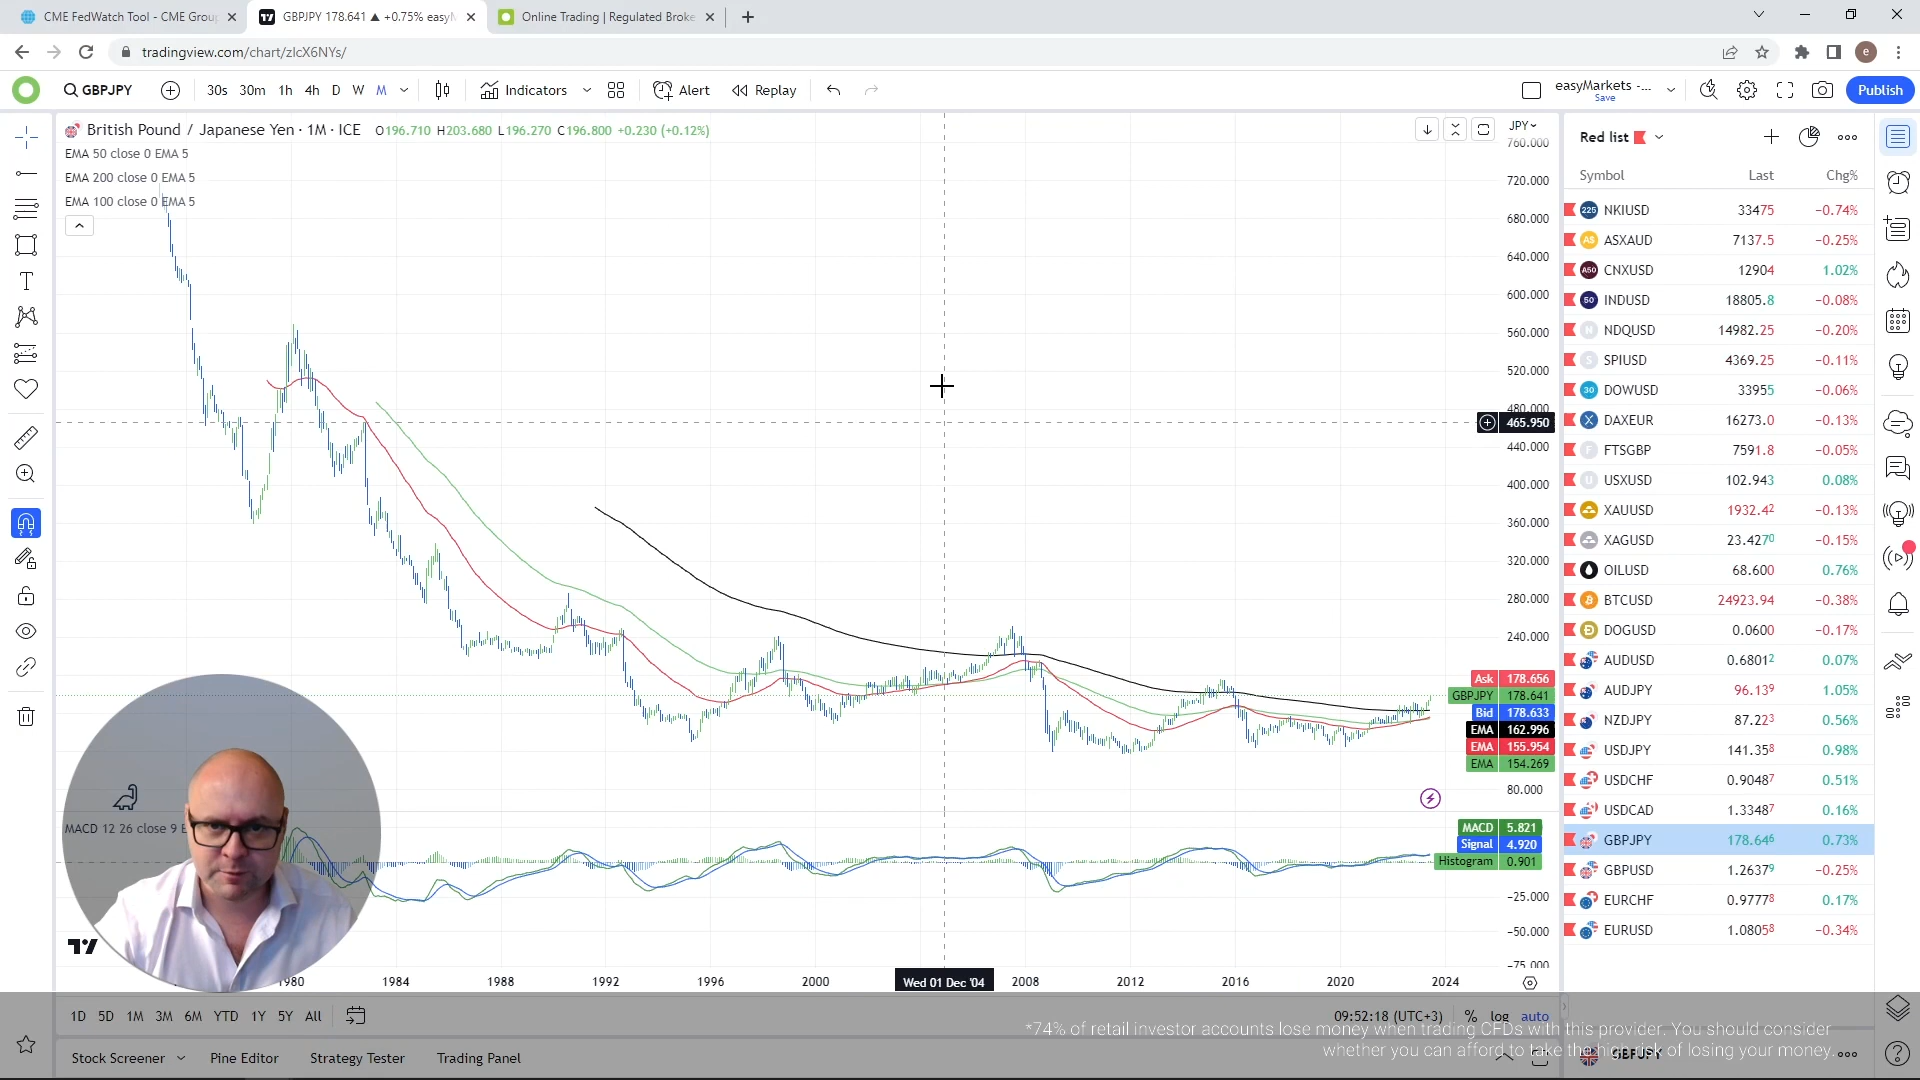 CME FedWatch Tool - CME Grou
GBPJPY 178.641 ▲ +0.75% easyM
Online Trading | Regulated Broke
tradingview.com/chart/zIcX6NYs/
e
GBPJPY
30s 30m 1h 4h D W M
Indicators
Alert
Replay
easyMarkets -...
Save
Publish
British Pound / Japanese Yen · 1M · ICE O196.710 H203.680 L196.270 C196.800 +0.230 (+0.12%)
EMA 50 close 0 EMA 5
EMA 200 close 0 EMA 5
EMA 100 close 0 EMA 5
JPY
760.000
720.000
680.000
640.000
600.000
560.000
520.000
480.000
465.950
440.000
400.000
360.000
320.000
280.000
240.000
Ask 178.656
GBPJPY 178.641
Bid 178.633
EMA 162.996
EMA 155.954
EMA 154.269
80.000
MACD 12 26 close 9 E
MACD 5.821
Signal 4.920
Histogram 0.901
−25.000
−50.000
−75.000
1980 1984 1988 1992 1996 2000 Wed 01 Dec '04 2008 2012 2016 2020 2024
Red list
Symbol Last Chg%
225 NKIUSD 33475 −0.74%
A$ ASXAUD 7137.5 −0.25%
A50 CNXUSD 12904 1.02%
50 INDUSD 18805.8 −0.08%
N NDQUSD 14982.25 −0.20%
S SPIUSD 4369.25 −0.11%
30 DOWUSD 33955 −0.06%
X DAXEUR 16273.0 −0.13%
F FTSGBP 7591.8 −0.05%
U USXUSD 102.943 0.08%
XAUUSD 1932.42 −0.13%
XAGUSD 23.4270 −0.15%
OILUSD 68.600 0.76%
BTCUSD 24923.94 −0.38%
DOGUSD 0.0600 −0.17%
AUDUSD 0.68012 0.07%
AUDJPY 96.139 1.05%
NZDJPY 87.223 0.56%
USDJPY 141.358 0.98%
USDCHF 0.90487 0.51%
USDCAD 1.33487 0.16%
GBPJPY 178.646 0.73%
GBPUSD 1.26379 −0.25%
EURCHF 0.97778 0.17%
EURUSD 1.08058 −0.34%
1D 5D 1M 3M 6M YTD 1Y 5Y All
09:52:18 (UTC+3) % log auto
*74% of retail investor accounts lose money when trading CFDs with this provider. You should consider
whether you can afford to take the high risk of losing your money.
Stock Screener Pine Editor Strategy Tester Trading Panel
GBPJPY